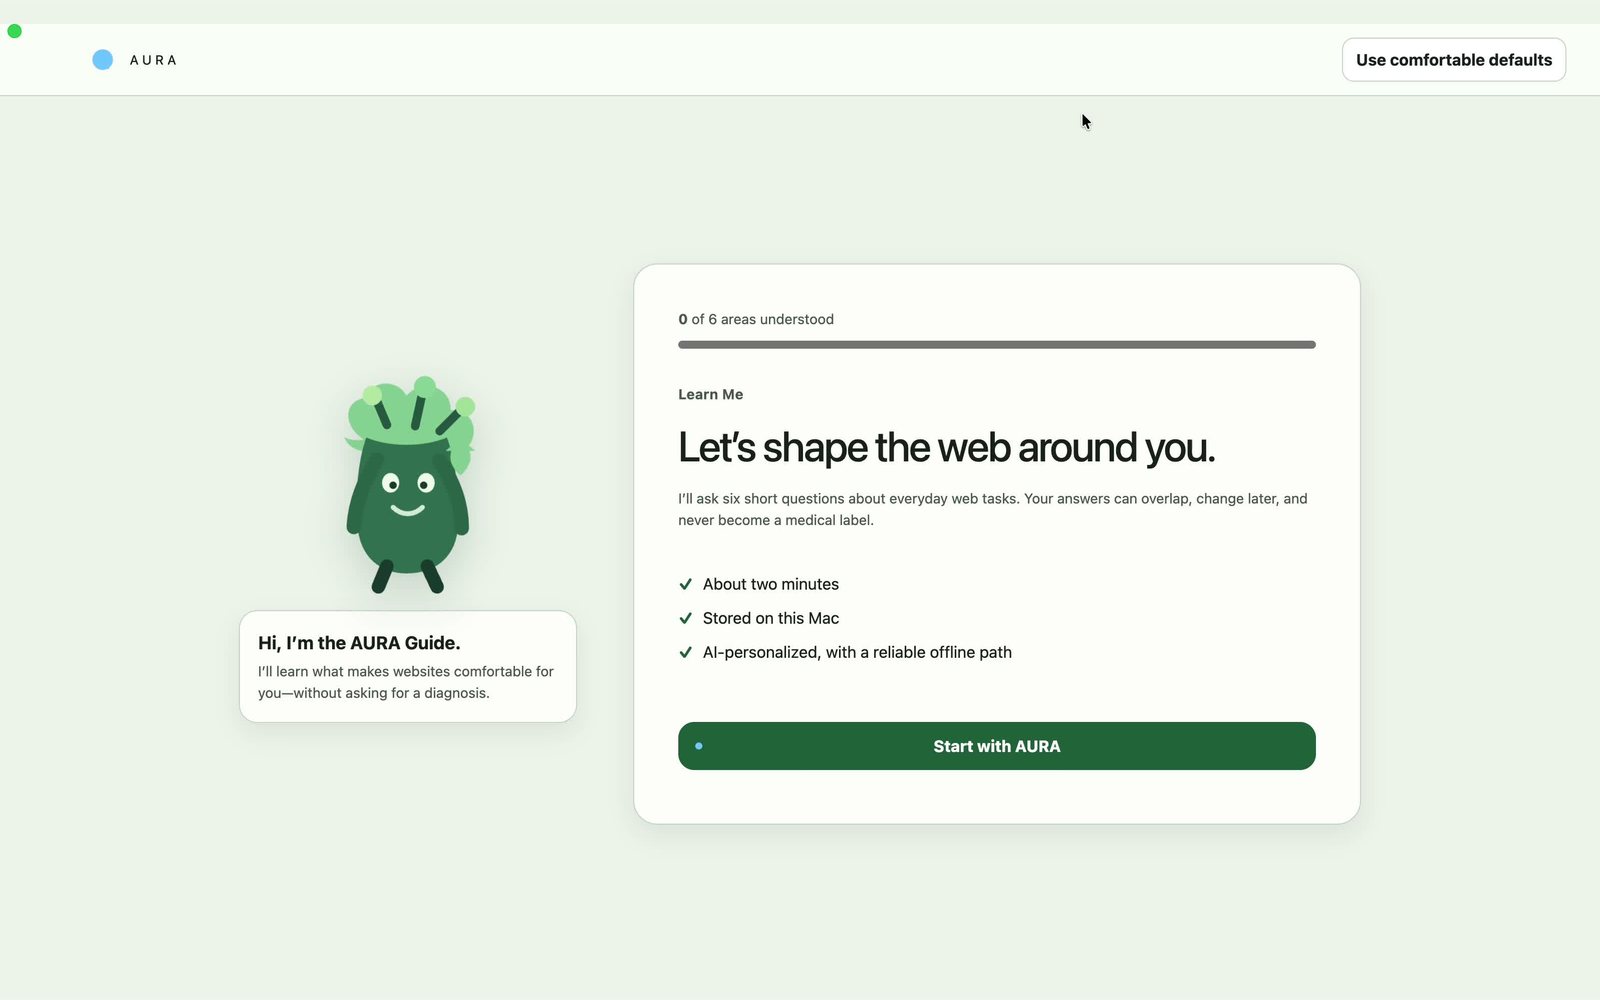 AURA
Use comfortable defaults
0 of 6 areas understood
Learn Me
Let’s shape the web around you.
I’ll ask six short questions about everyday web tasks. Your answers can overlap, change later, and
never become a medical label.
About two minutes
Stored on this Mac
AI-personalized, with a reliable offline path
Start with AURA
Hi, I’m the AURA Guide.
I’ll learn what makes websites comfortable for
you—without asking for a diagnosis.